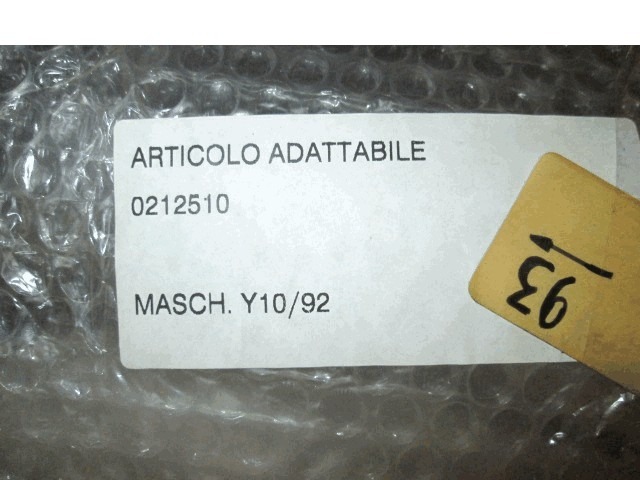 ARTICOLO ADATTABILE
0212510
MASCH. Y10/92
93